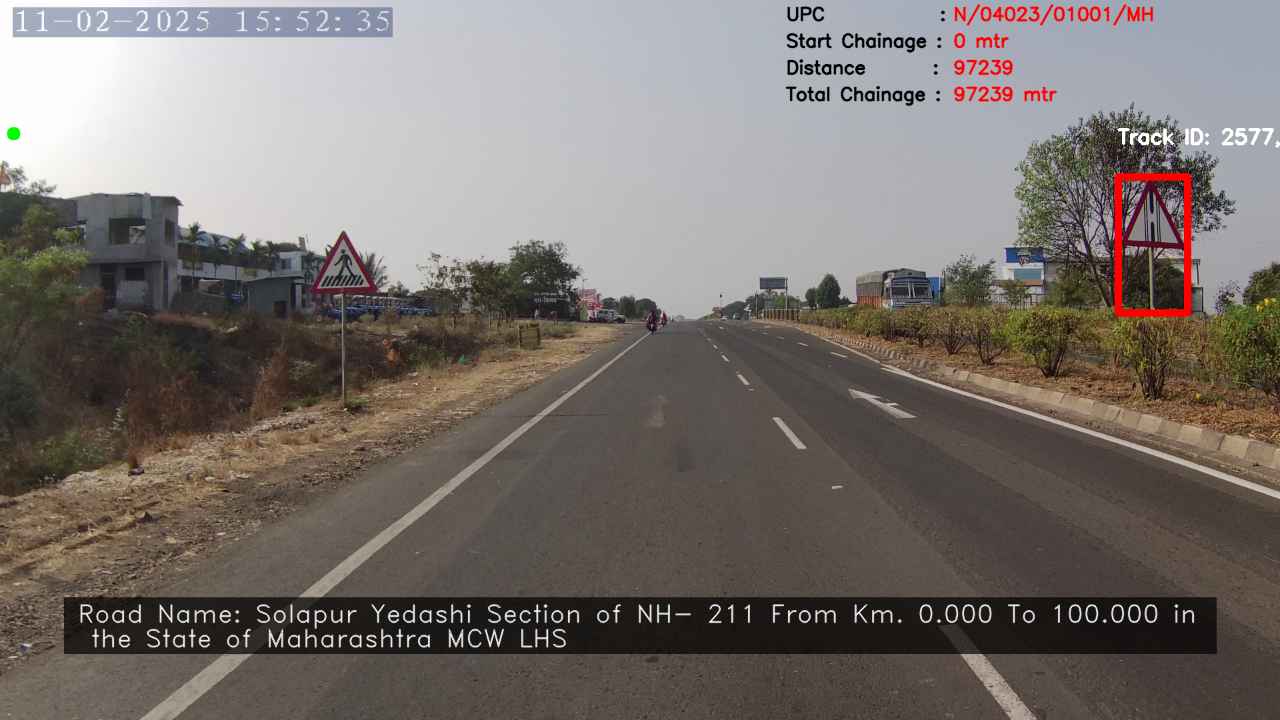 11-02-2025 15:52:35
UPC : N/04023/01001/MH
Start Chainage : 0 mtr
Distance : 97239
Total Chainage : 97239 mtr
Track ID: 2577,
Road Name: Solapur Yedashi Section of NH- 211 From Km. 0.000 To 100.000 in
the State of Maharashtra MCW LHS